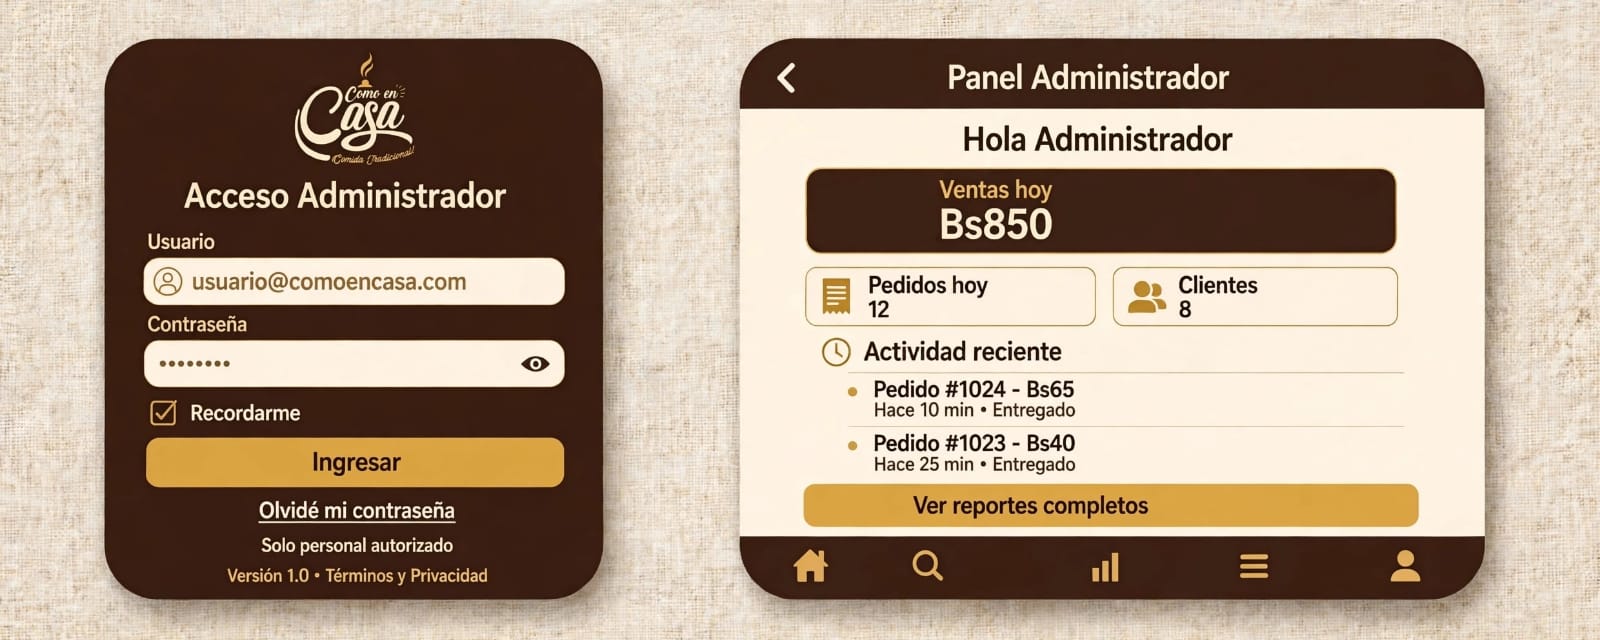 Como en
Casa
¡Comida Tradicional!
Acceso Administrador
Usuario
usuario@comoencasa.com
Contraseña
••••••••
Recordarme
Ingresar
Olvidé mi contraseña
Solo personal autorizado
Versión 1.0 • Términos y Privacidad
Panel Administrador
Hola Administrador
Ventas hoy
Bs850
Pedidos hoy
12
Clientes
8
Actividad reciente
Pedido #1024 - Bs65
Hace 10 min • Entregado
Pedido #1023 - Bs40
Hace 25 min • Entregado
Ver reportes completos